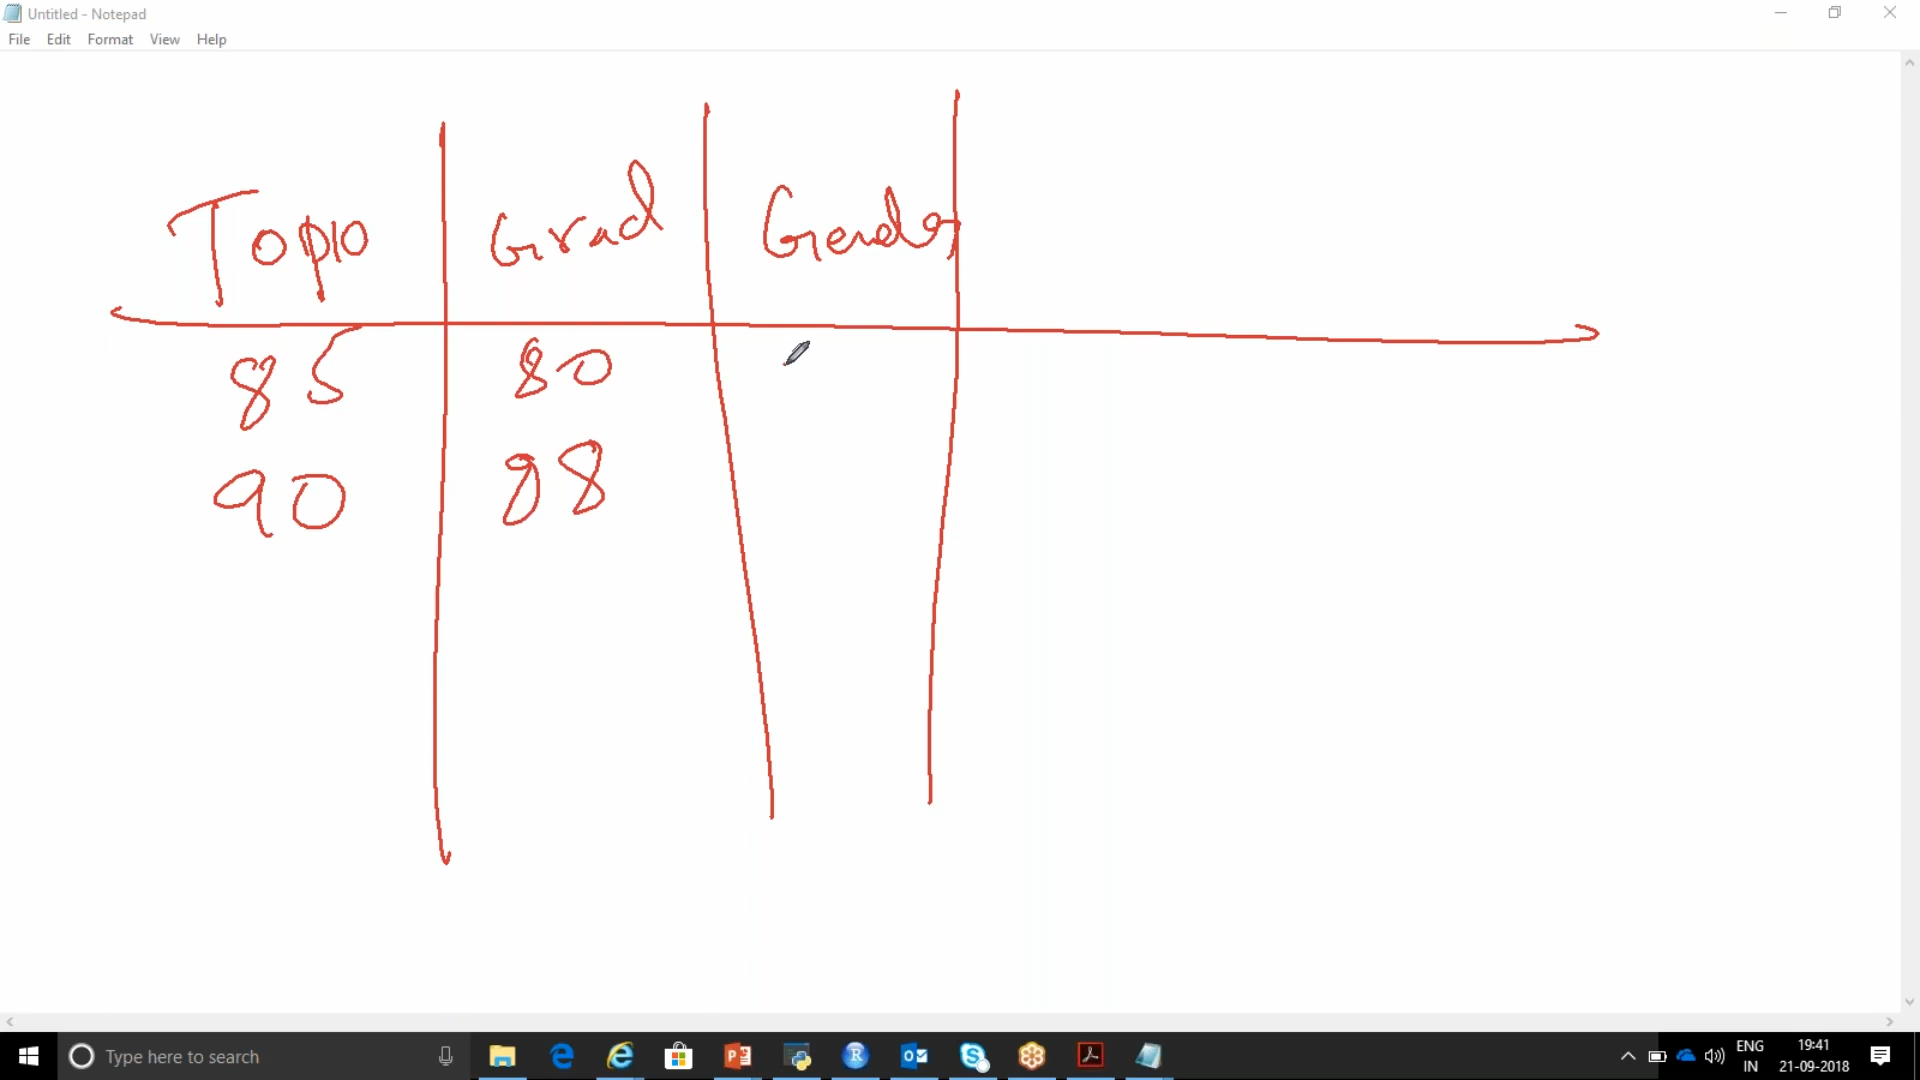 Untitled - Notepad
File Edit Format View Help
Top10 Grad Gender
85 80
90 88
Type here to search
ENG
IN
19:41
21-09-2018